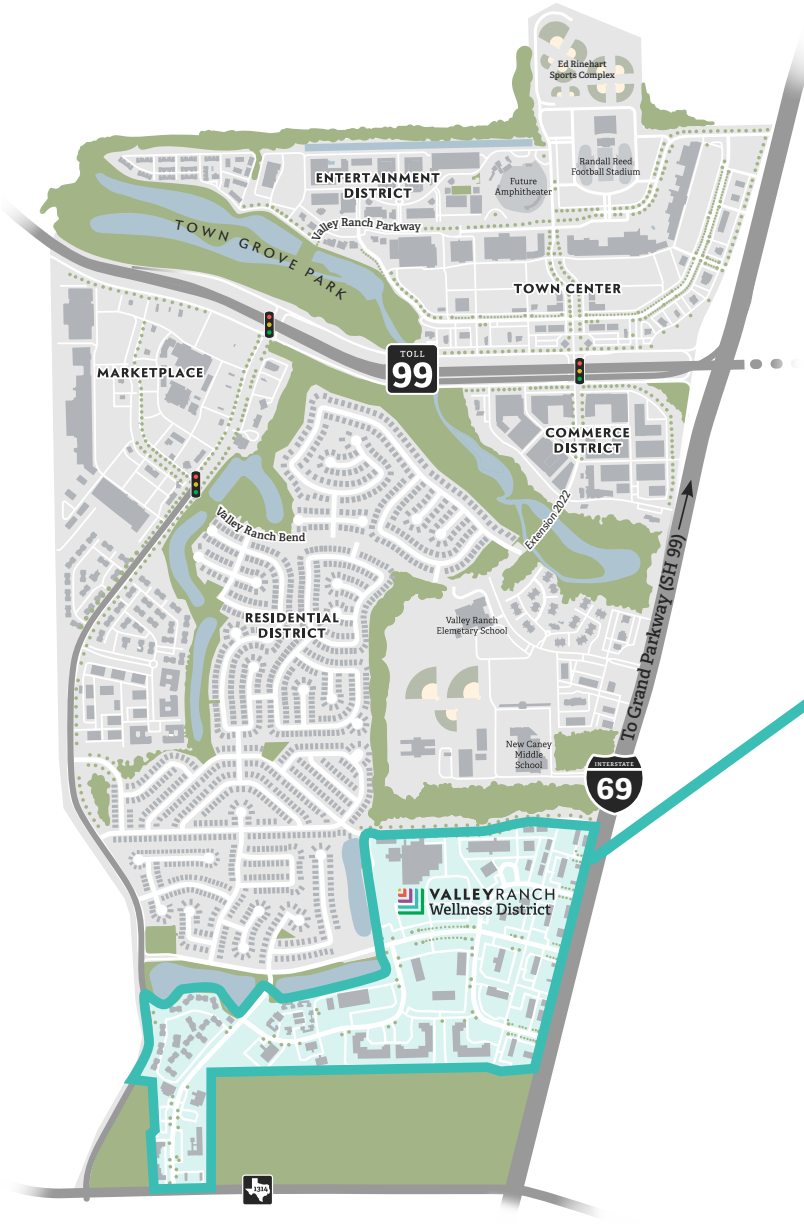 Ed Rinehart
Sports Complex
Randall Reed
Football Stadium
ENTERTAINMENT
DISTRICT
Future
Amphitheater
Valley Ranch Parkway
TOWN GROVE PARK
TOWN CENTER
TOLL
99
MARKETPLACE
COMMERCE
DISTRICT
Extension 2022
Valley Ranch Bend
RESIDENTIAL
DISTRICT
Valley Ranch
Elemetary School
To Grand Parkway (SH 99)
New Caney
Middle
School
INTERSTATE
69
VALLEYRANCH
Wellness District
1314